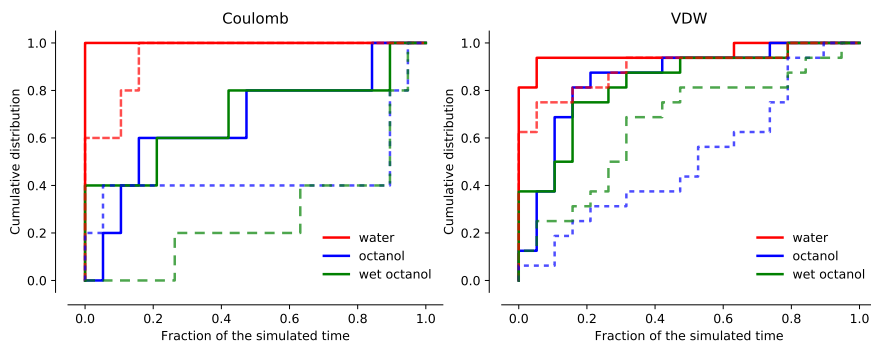 Coulomb
Cumulative distribution
1.0
0.8
0.6
0.4
0.2
0.0
water
octanol
wet octanol
0.0 0.2 0.4 0.6 0.8 1.0
Fraction of the simulated time
VDW
Cumulative distribution
1.0
0.8
0.6
0.4
0.2
0.0
water
octanol
wet octanol
0.0 0.2 0.4 0.6 0.8 1.0
Fraction of the simulated time